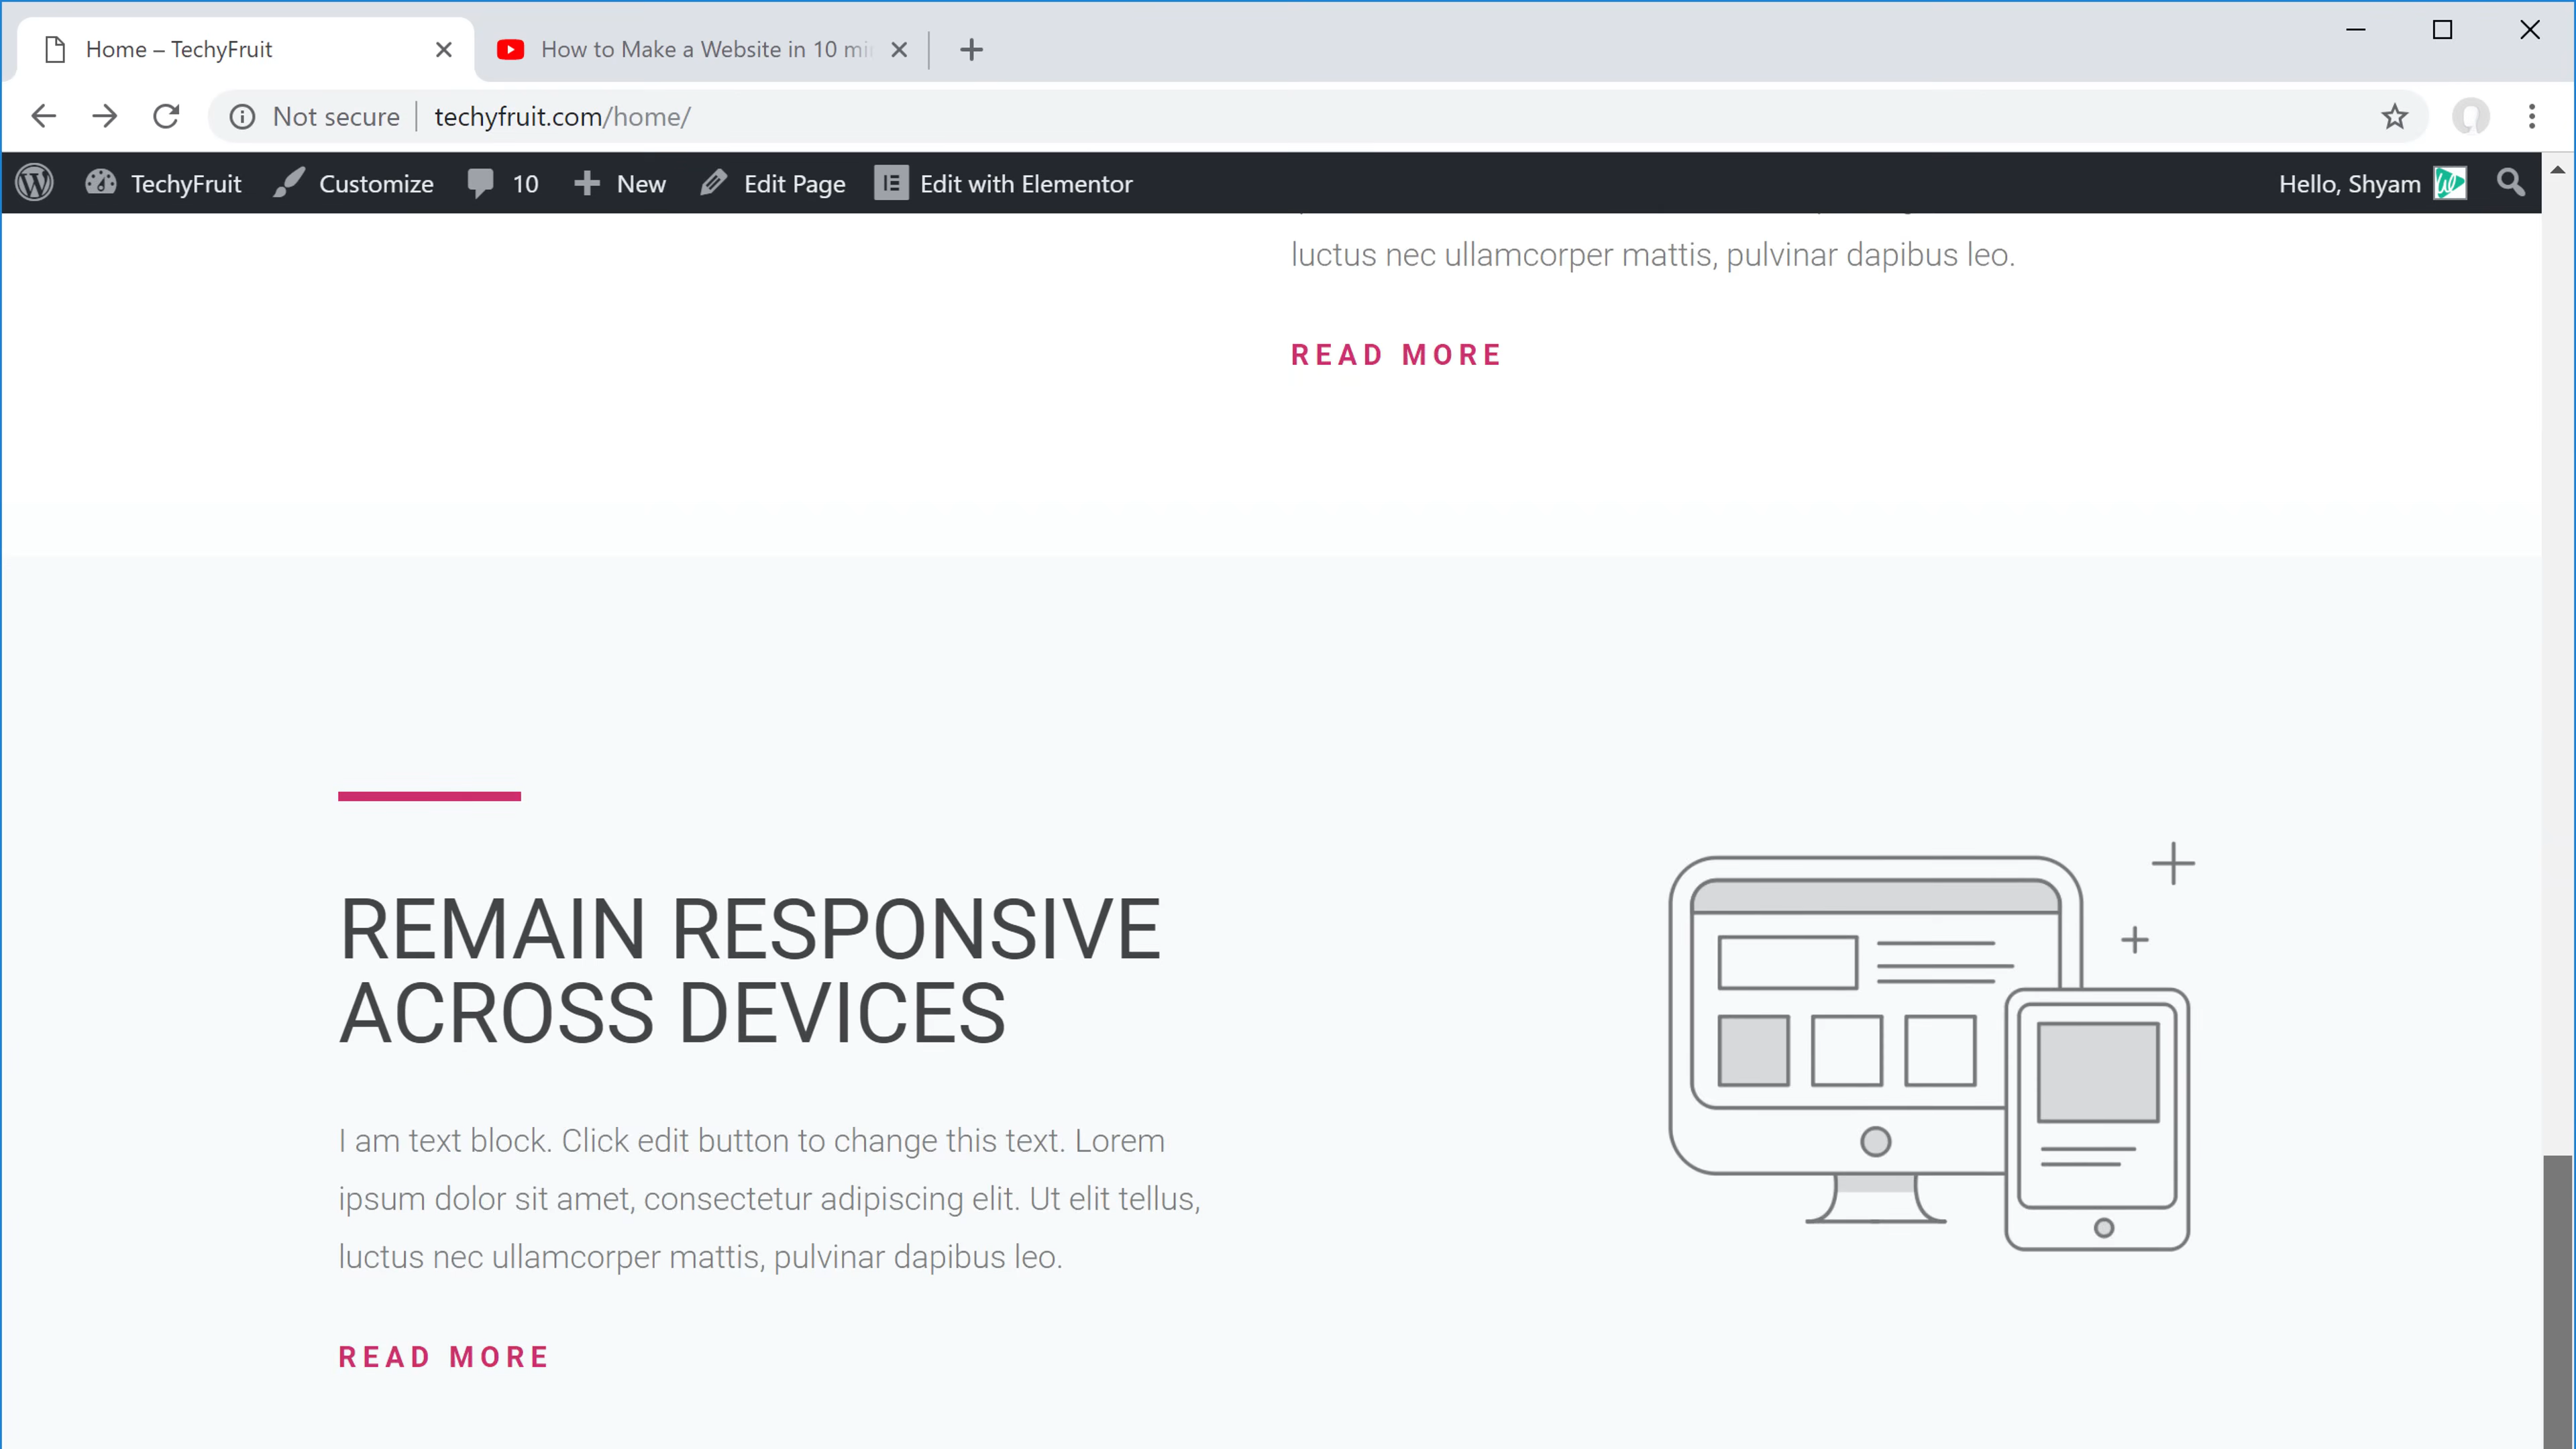 Home – TechyFruit
How to Make a Website in 10 mi
Not secure
techyfruit.com/home/
TechyFruit
Customize
10
New
Edit Page
Edit with Elementor
Hello, Shyam
luctus nec ullamcorper mattis, pulvinar dapibus leo.
READ MORE
REMAIN RESPONSIVE
ACROSS DEVICES
I am text block. Click edit button to change this text. Lorem
ipsum dolor sit amet, consectetur adipiscing elit. Ut elit tellus,
luctus nec ullamcorper mattis, pulvinar dapibus leo.
READ MORE